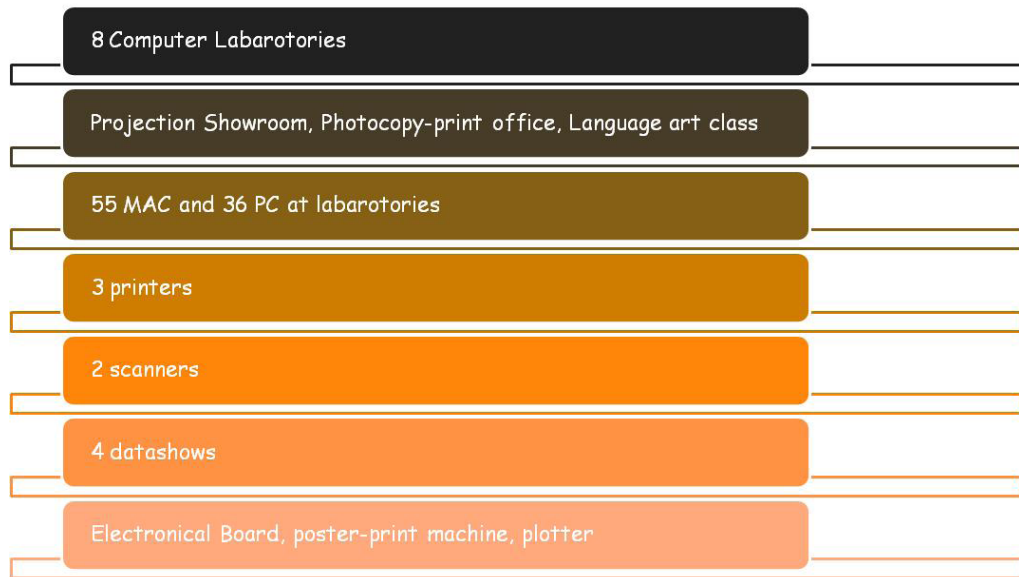 8 Computer Labarotories
Projection Showroom, Photocopy-print office, Language art class
55 MAC and 36 PC at labarotories
3 printers
2 scanners
4 datashows
Electronical Board, poster-print machine, plotter